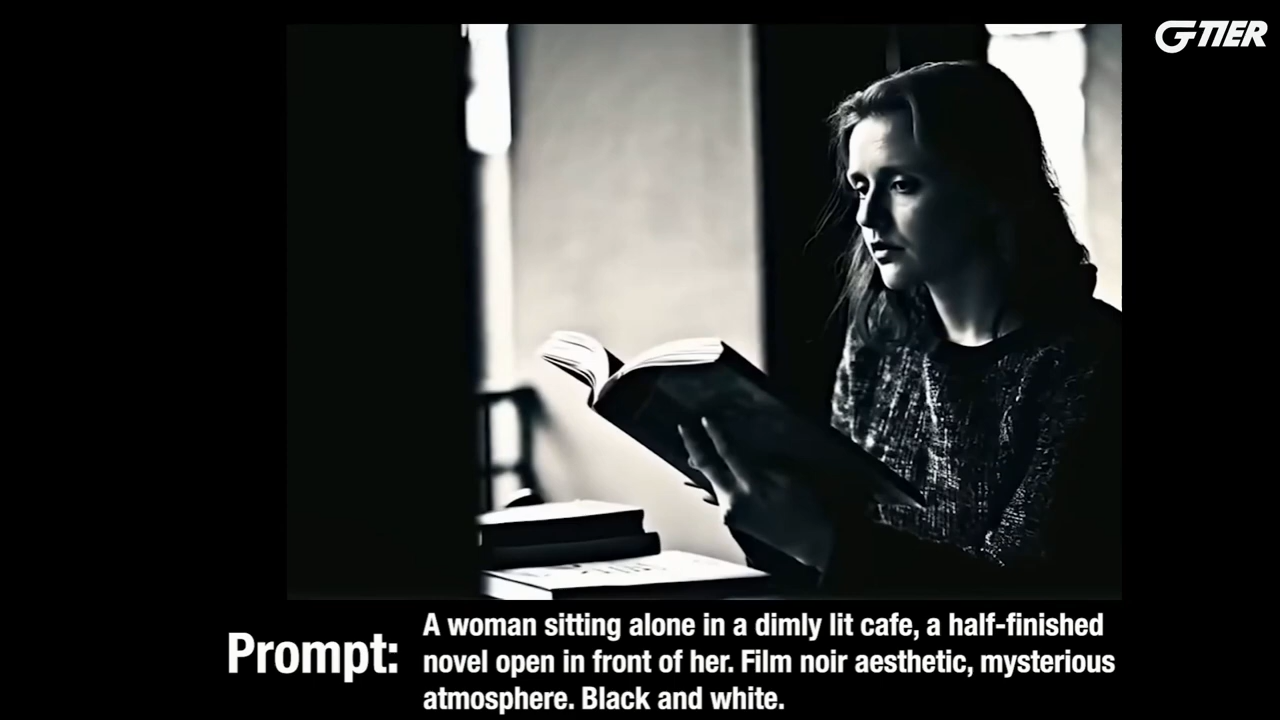 GTIER
Prompt:
A woman sitting alone in a dimly lit cafe, a half-finished
novel open in front of her. Film noir aesthetic, mysterious
atmosphere. Black and white.